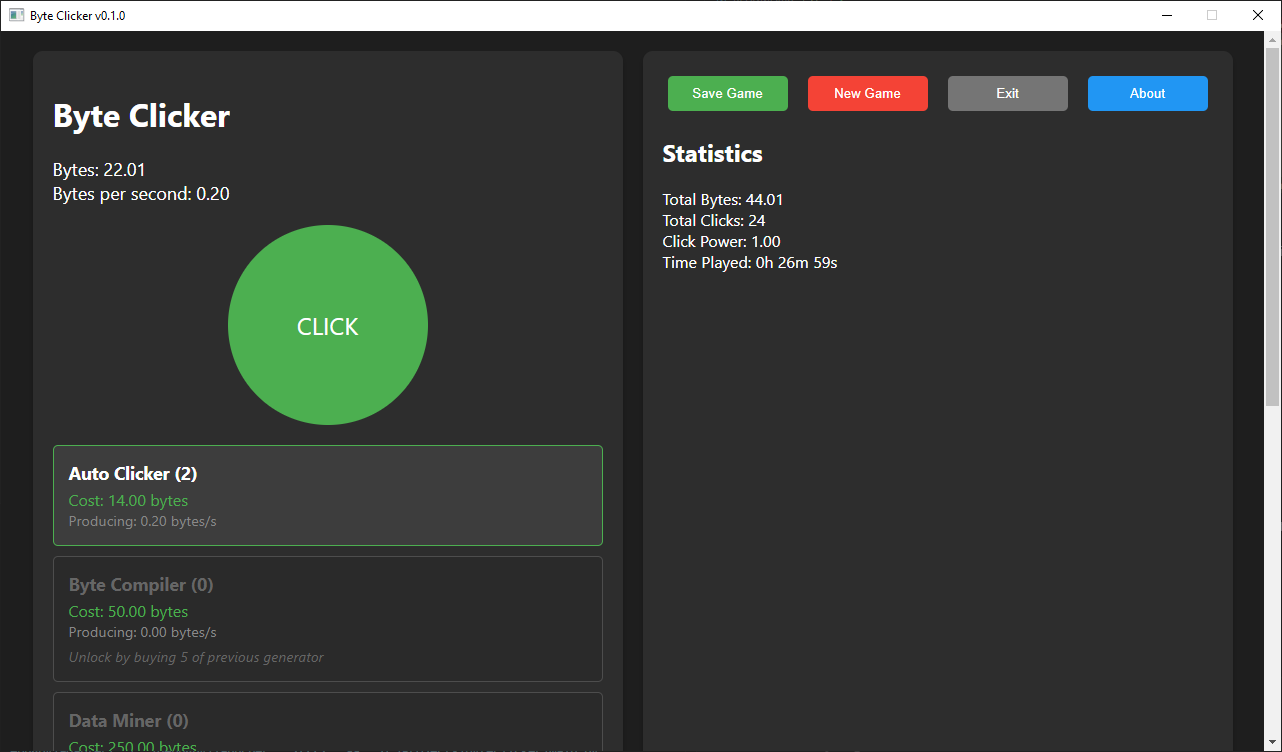 Byte Clicker v0.1.0
Byte Clicker
Bytes: 22.01
Bytes per second: 0.20
CLICK
Auto Clicker (2)
Cost: 14.00 bytes
Producing: 0.20 bytes/s
Byte Compiler (0)
Cost: 50.00 bytes
Producing: 0.00 bytes/s
Unlock by buying 5 of previous generator
Data Miner (0)
Cost: 250.00 bytes
Save Game
New Game
Exit
About
Statistics
Total Bytes: 44.01
Total Clicks: 24
Click Power: 1.00
Time Played: 0h 26m 59s